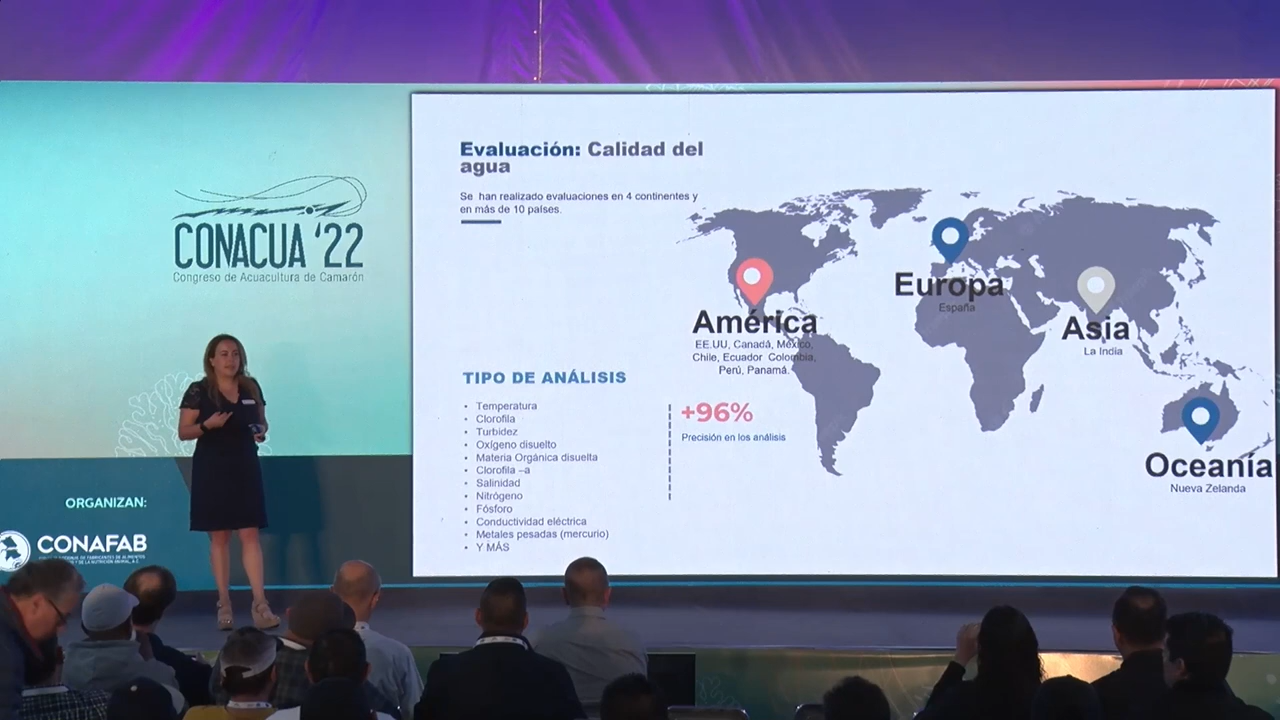 CONACUA '22
Congreso de Acuacultura de Camarón
ORGANIZAN:
CONAFAB
Evaluación: Calidad del
agua
Se han realizado evaluaciones en 4 continentes y
en más de 10 países.
TIPO DE ANÁLISIS
• Temperatura
• Clorofila
• Turbidez
• Oxígeno disuelto
• Materia Orgánica disuelta
• Clorofila –a
• Salinidad
• Nitrógeno
• Fósforo
• Conductividad eléctrica
• Metales pesadas (mercurio)
• Y MÁS
+96%
Precisión en los análisis
América
EE.UU, Canadá, México,
Chile, Ecuador Colombia,
Perú, Panamá.
Europa
España
Asia
La India
Oceanía
Nueva Zelanda